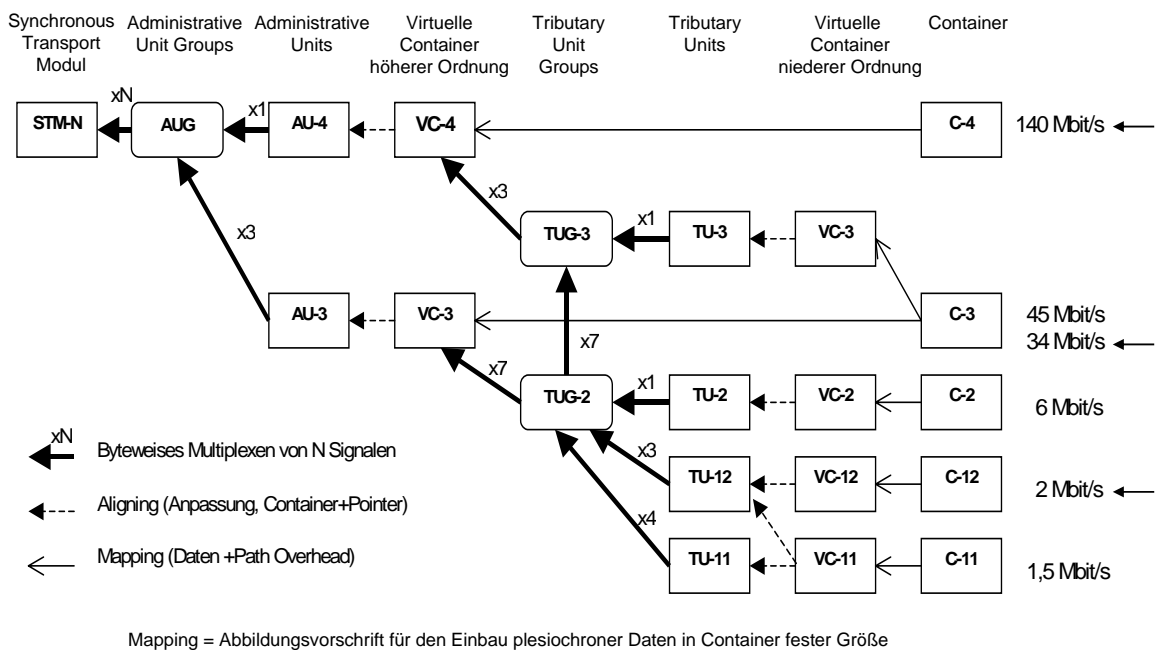 Synchronous
Transport
Modul
Administrative
Unit Groups
Administrative
Units
Virtuelle
Container
höherer Ordnung
Tributary
Unit
Groups
Tributary
Units
Virtuelle
Container
niederer Ordnung
Container
xN
x1
STM-N
AUG
AU-4
VC-4
C-4
140 Mbit/s
x3
x3
x1
TUG-3
TU-3
VC-3
AU-3
VC-3
C-3
45 Mbit/s
34 Mbit/s
x7
x7
x1
TUG-2
TU-2
VC-2
C-2
6 Mbit/s
xN
Byteweises Multiplexen von N Signalen
x3
TU-12
VC-12
C-12
2 Mbit/s
Aligning (Anpassung, Container+Pointer)
x4
Mapping (Daten +Path Overhead)
TU-11
VC-11
C-11
1,5 Mbit/s
Mapping = Abbildungsvorschrift für den Einbau plesiochroner Daten in Container fester Größe